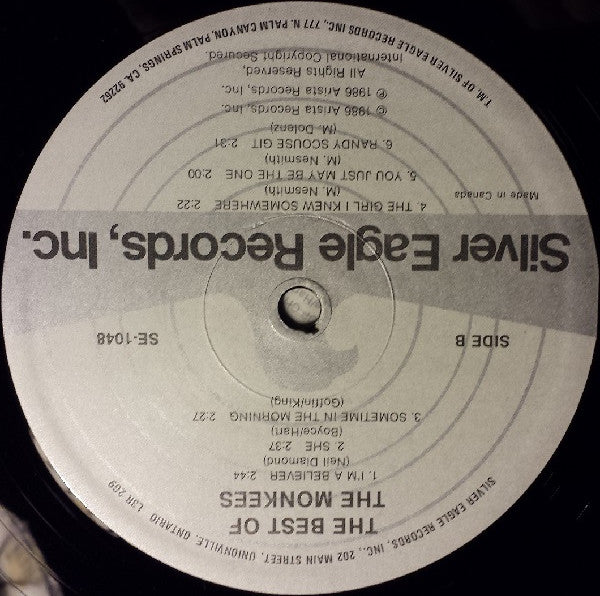 SILVER EAGLE RECORDS, INC., 202 MAIN STREET, UNIONVILLE, ONTARIO L3R 2G9
THE BEST OF
THE MONKEES
1. I'M A BELIEVER 2:44
(Neil Diamond)
2. SHE 2:37
(Boyce/Hart)
3. SOMETIME IN THE MORNING 2:27
(Goffin/King)
SIDE B
SE-1048
Silver Eagle Records, Inc.
4. THE GIRL I KNEW SOMEWHERE 2:22
(M. Nesmith)
Made in Canada
5. YOU JUST MAY BE THE ONE 2:00
(M. Nesmith)
6. RANDY SCOUSE GIT 2:31
(M. Dolenz)
© 1986 Arista Records, Inc.
℗ 1986 Arista Records, Inc.
All Rights Reserved,
International Copyright Secured.
T.M. OF SILVER EAGLE RECORDS INC., 777 N. PALM CANYON, PALM SPRINGS, CA. 92262